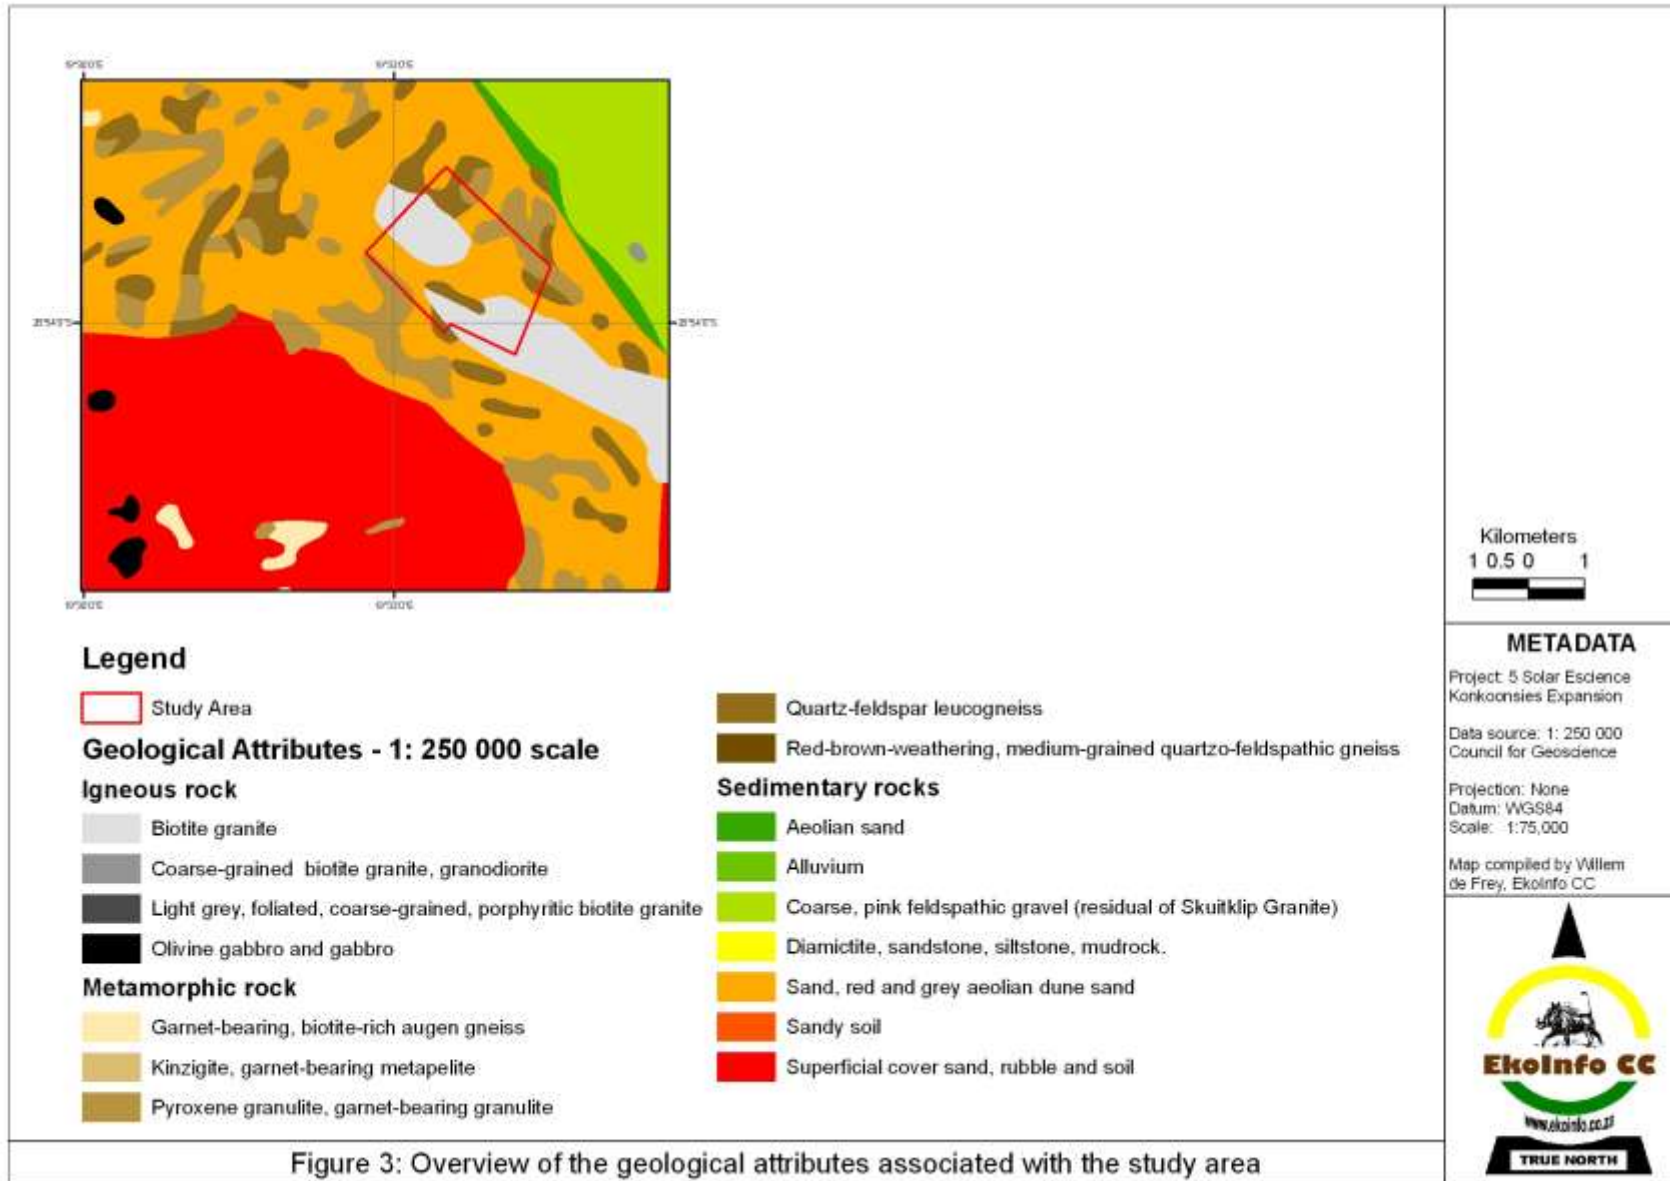 Kilometers
1 0.5 0 1
Legend
Study Area
Geological Attributes - 1: 250 000 scale
Igneous rock
Biotite granite
Coarse-grained biotite granite, granodiorite
Light grey, foliated, coarse-grained, porphyritic biotite granite
Olivine gabbro and gabbro
Metamorphic rock
Garnet-bearing, biotite-rich augen gneiss
Kinzigite, garnet-bearing metapelite
Pyroxene granulite, garnet-bearing granulite
Quartz-feldspar leucogneiss
Red-brown-weathering, medium-grained quartzo-feldspathic gneiss
Sedimentary rocks
Aeolian sand
Alluvium
Coarse, pink feldspathic gravel (residual of Skuitklip Granite)
Diamictite, sandstone, siltstone, mudrock.
Sand, red and grey aeolian dune sand
Sandy soil
Superficial cover sand, rubble and soil
METADATA
Project: 5 Solar Escience
Konkoonsies Expansion
Data source: 1: 250 000
Council for Geoscience
Projection: None
Datum: WGS84
Scale: 1:75,000
Map compiled by Willem
de Frey, EkoInfo CC
EkoInfo CC
www.ekoinfo.co.za
TRUE NORTH
Figure 3: Overview of the geological attributes associated with the study area